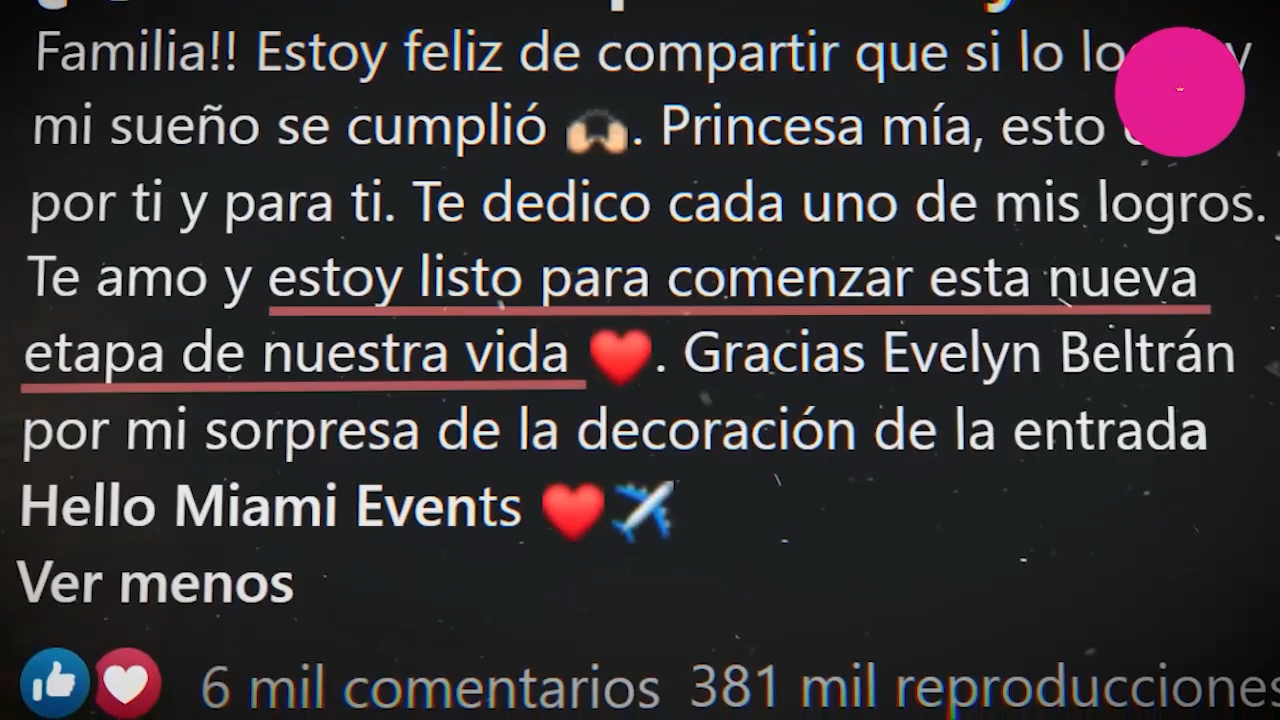 Familia!! Estoy feliz de compartir que si lo
mi sueño se cumplió 🙌🏻. Princesa mía, esto
por ti y para ti. Te dedico cada uno de mis logros.
Te amo y estoy listo para comenzar esta nueva
etapa de nuestra vida ❤️. Gracias Evelyn Beltrán
por mi sorpresa de la decoración de la entrada
Hello Miami Events ❤️✈️
Ver menos
6 mil comentarios 381 mil reproducciones